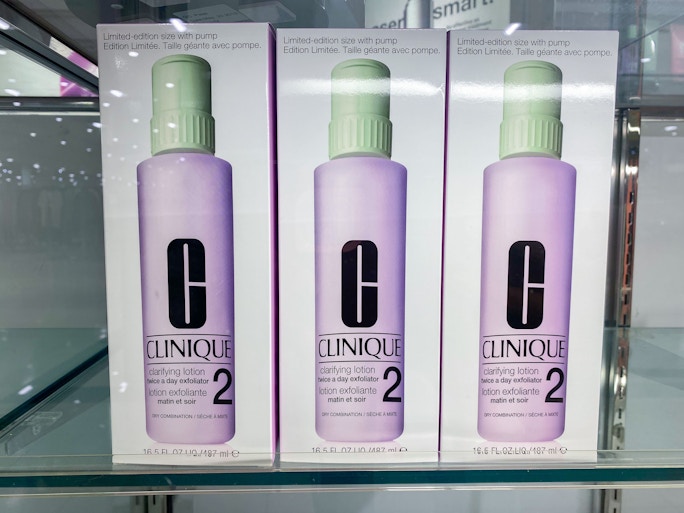 smart.
Limited-edition size with pump
Edition Limitée. Taille géante avec pompe.
C
CLINIQUE
clarifying lotion
twice a day exfoliator
lotion exfoliante
matin et soir
2
DRY COMBINATION / SÈCHE À MIXTE
16.5 FL.OZ.LIQ./487 ml ℮
Limited-edition size with pump
Edition Limitée. Taille géante avec pompe.
C
CLINIQUE
clarifying lotion
twice a day exfoliator
lotion exfoliante
matin et soir
2
DRY COMBINATION / SÈCHE À MIXTE
16.5 FL.OZ.LIQ./487 ml ℮
Limited-edition size with pump
Edition Limitée. Taille géante avec pompe.
C
CLINIQUE
clarifying lotion
twice a day exfoliator
lotion exfoliante
matin et soir
2
DRY COMBINATION / SÈCHE À MIXTE
16.5 FL.OZ.LIQ./487 ml ℮